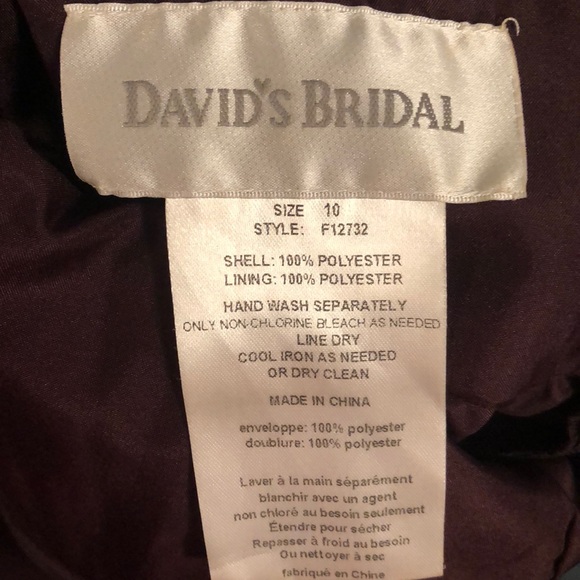 DAVID'S BRIDAL
SIZE 10
STYLE: F12732
SHELL: 100% POLYESTER
LINING: 100% POLYESTER
HAND WASH SEPARATELY
ONLY NON-CHLORINE BLEACH AS NEEDED
LINE DRY
COOL IRON AS NEEDED
OR DRY CLEAN
MADE IN CHINA
enveloppe: 100% polyester
doublure: 100% polyester
Laver à la main séparément
blanchir avec un agent
non chloré au besoin seulement
Étendre pour sécher
Repasser à froid au besoin
Ou nettoyer à sec
fabriqué en Chine